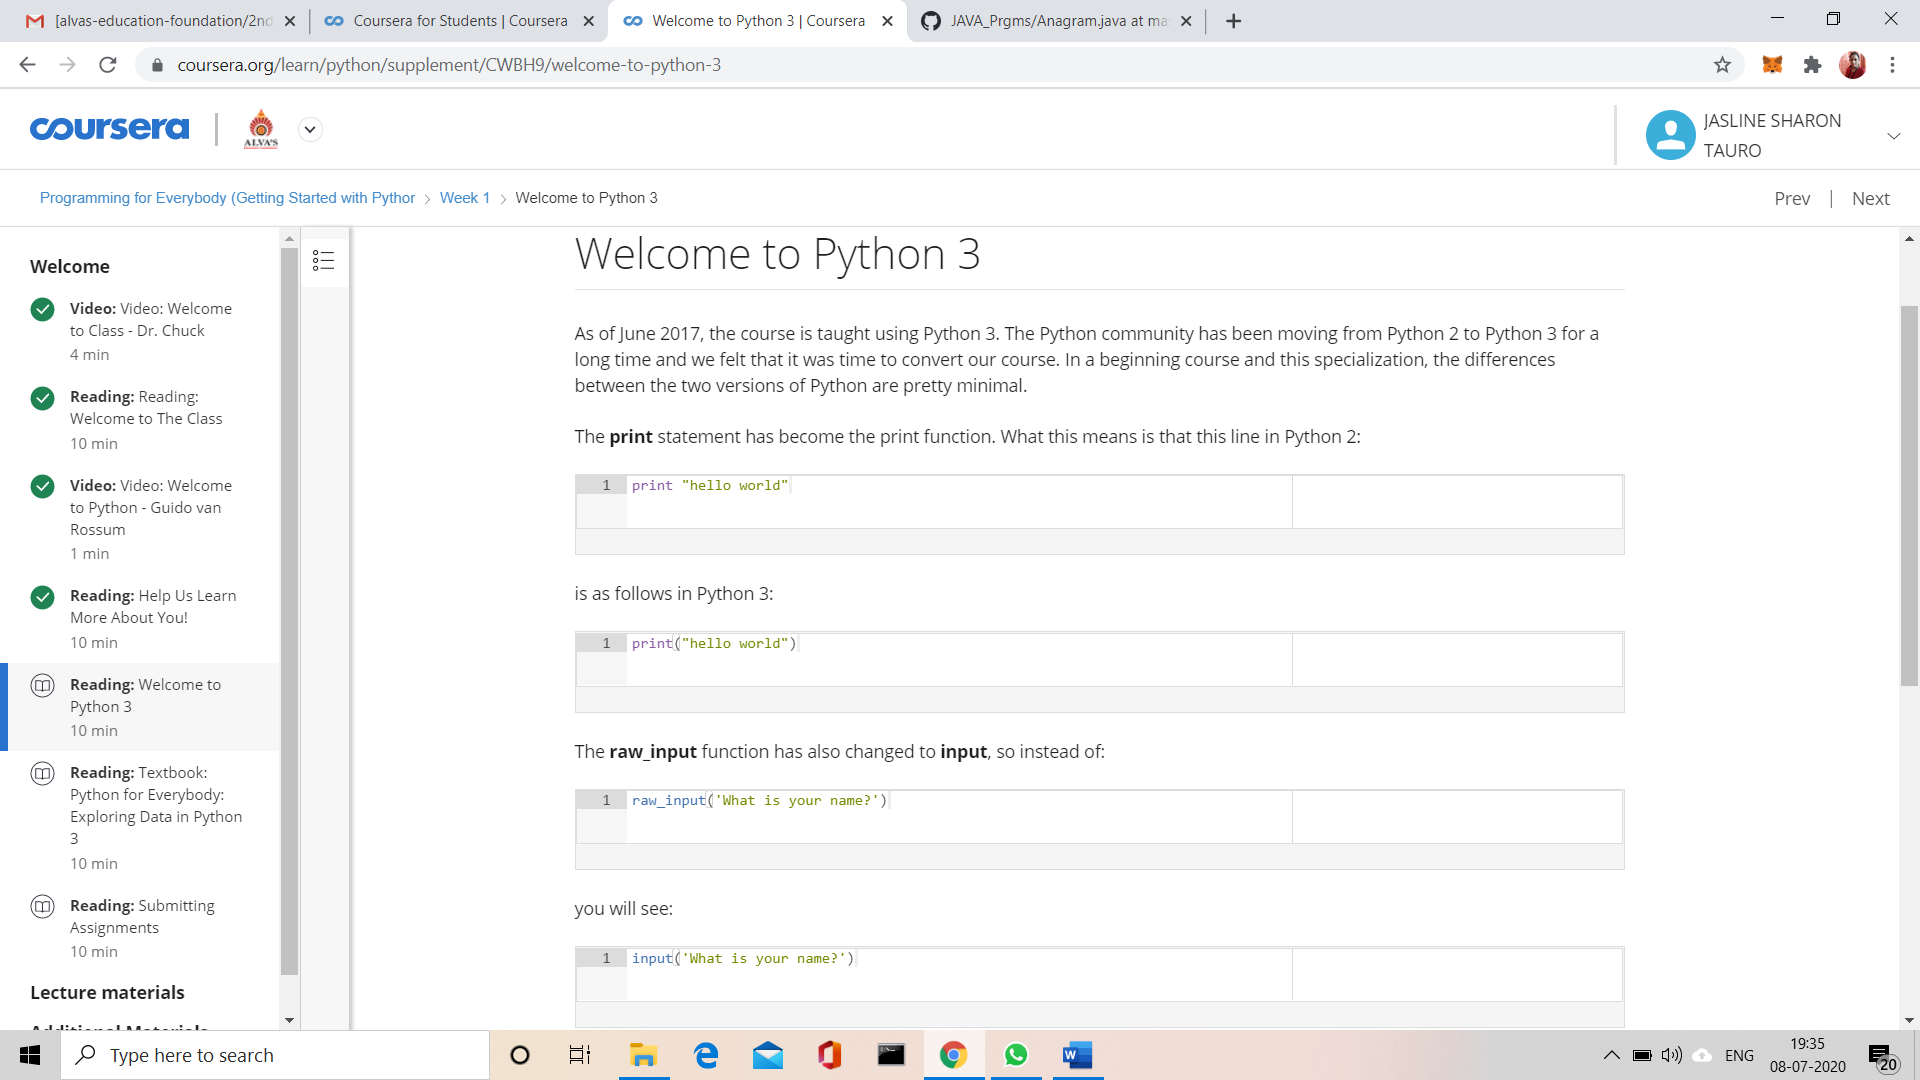 [alvas-education-foundation/2nd
Coursera for Students | Coursera
Welcome to Python 3 | Coursera
JAVA_Prgms/Anagram.java at ma
coursera.org/learn/python/supplement/CWBH9/welcome-to-python-3
coursera
ALVA'S
JASLINE SHARON
TAURO
Programming for Everybody (Getting Started with Python
Week 1
Welcome to Python 3
Prev
Next
Welcome
Video: Video: Welcome
to Class - Dr. Chuck
4 min
Reading: Reading:
Welcome to The Class
10 min
Video: Video: Welcome
to Python - Guido van
Rossum
1 min
Reading: Help Us Learn
More About You!
10 min
Reading: Welcome to
Python 3
10 min
Reading: Textbook:
Python for Everybody:
Exploring Data in Python
3
10 min
Reading: Submitting
Assignments
10 min
Lecture materials
Additional Materials
Welcome to Python 3
As of June 2017, the course is taught using Python 3. The Python community has been moving from Python 2 to Python 3 for a
long time and we felt that it was time to convert our course. In a beginning course and this specialization, the differences
between the two versions of Python are pretty minimal.
The print statement has become the print function. What this means is that this line in Python 2:
1 print "hello world"
is as follows in Python 3:
1 print("hello world")
The raw_input function has also changed to input, so instead of:
1 raw_input('What is your name?')
you will see:
1 input('What is your name?')
Type here to search
ENG
19:35
08-07-2020
20